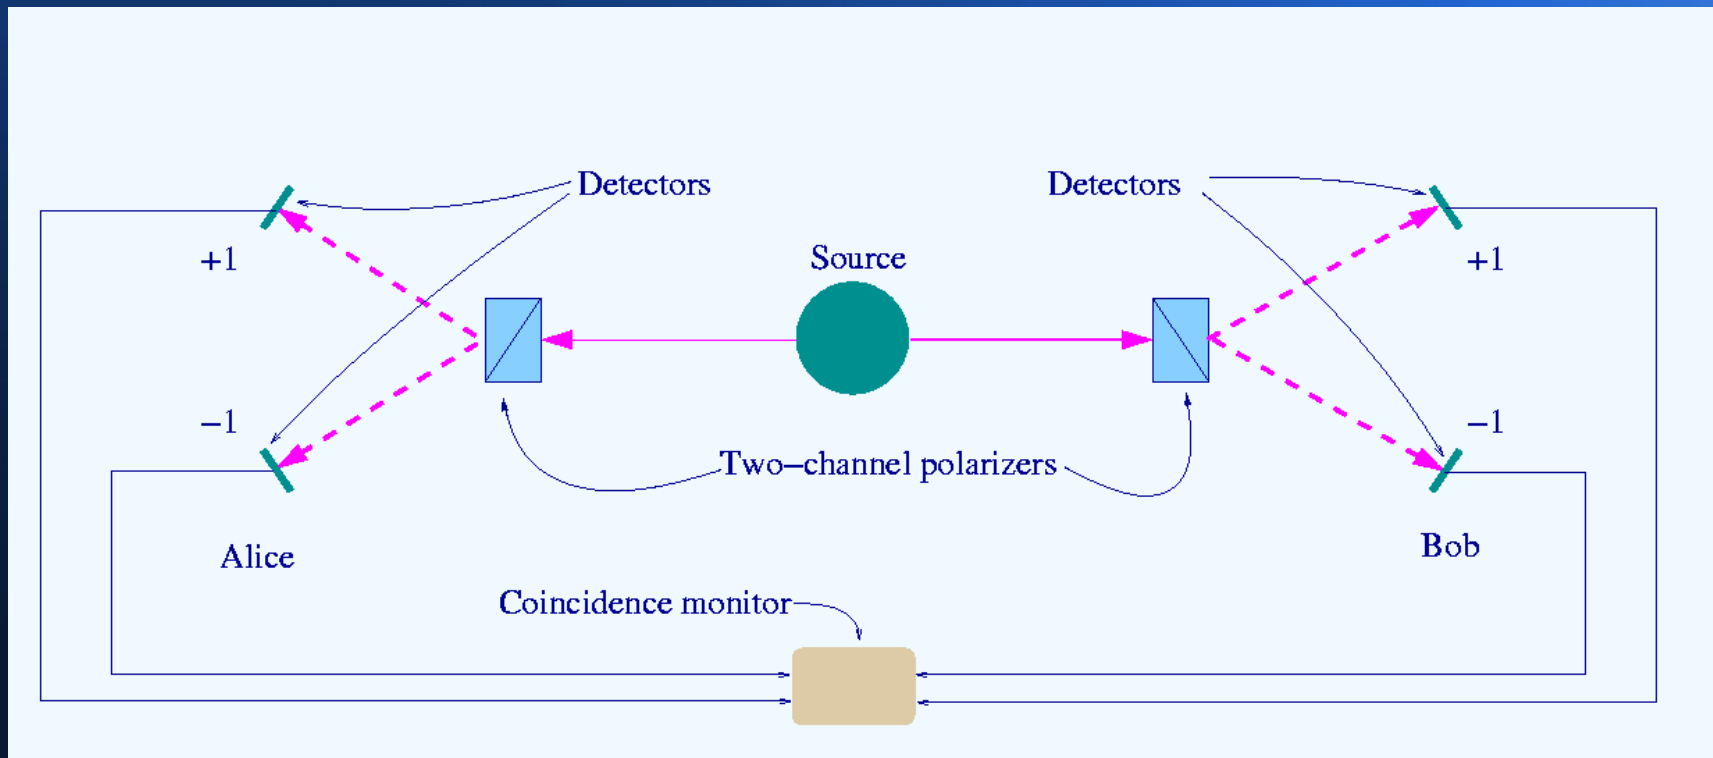 Detectors
Detectors
Source
+1
+1
−1
−1
Two−channel polarizers
Alice
Bob
Coincidence monitor